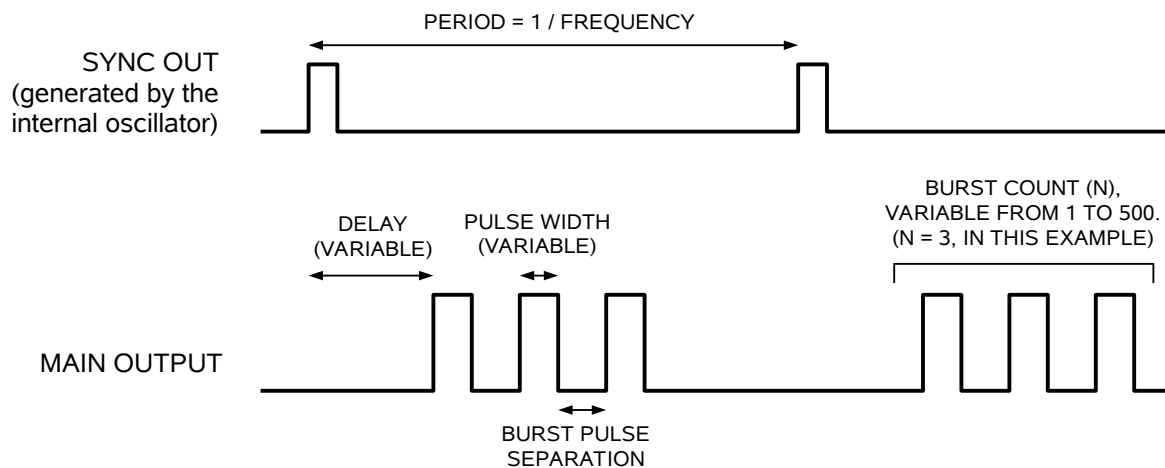 PERIOD = 1 / FREQUENCY
SYNC OUT
(generated by the
internal oscillator)
BURST COUNT (N),
VARIABLE FROM 1 TO 500.
(N = 3, IN THIS EXAMPLE)
DELAY
(VARIABLE)
PULSE WIDTH
(VARIABLE)
MAIN OUTPUT
BURST PULSE
SEPARATION